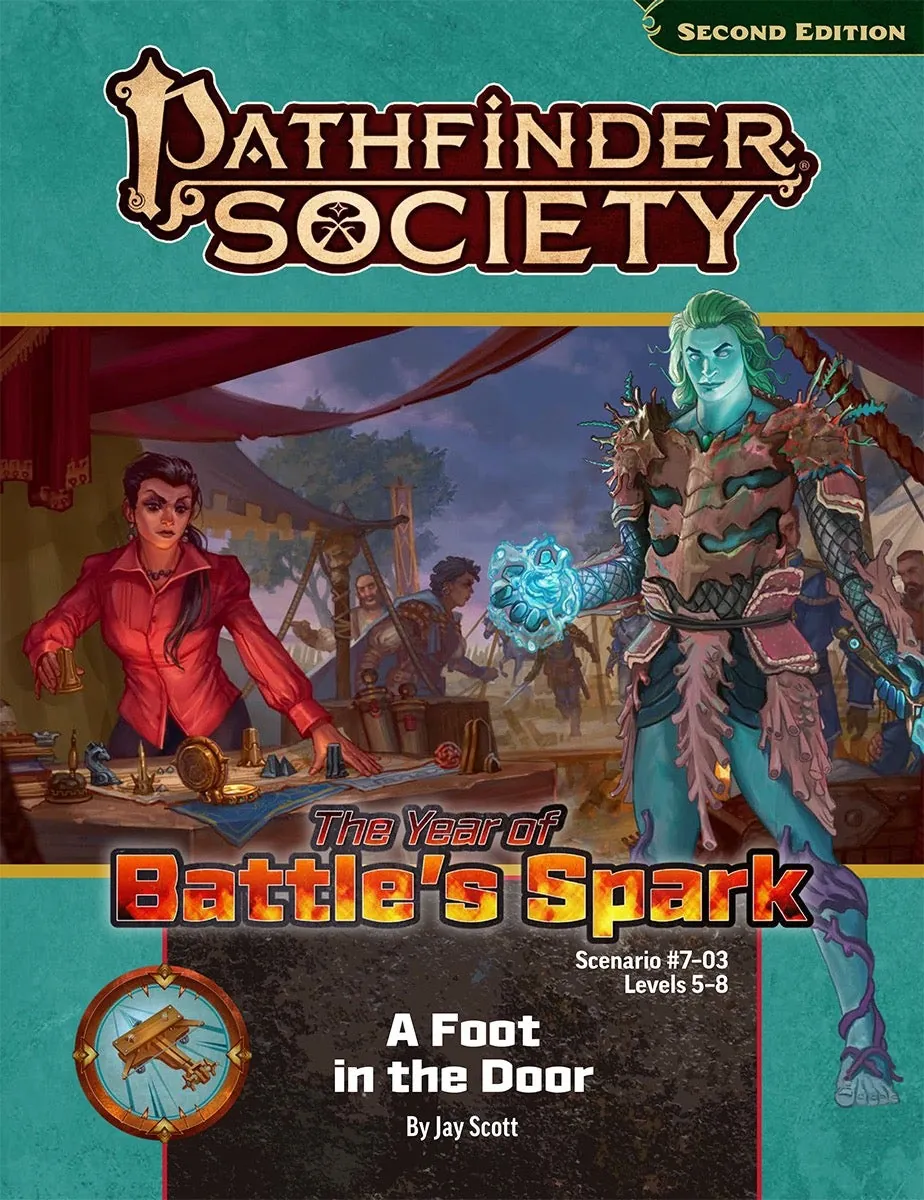 Second Edition
Pathfinder®
Society
The Year of
Battle's Spark
Scenario #7–03
Levels 5–8
A Foot
in the Door
By Jay Scott